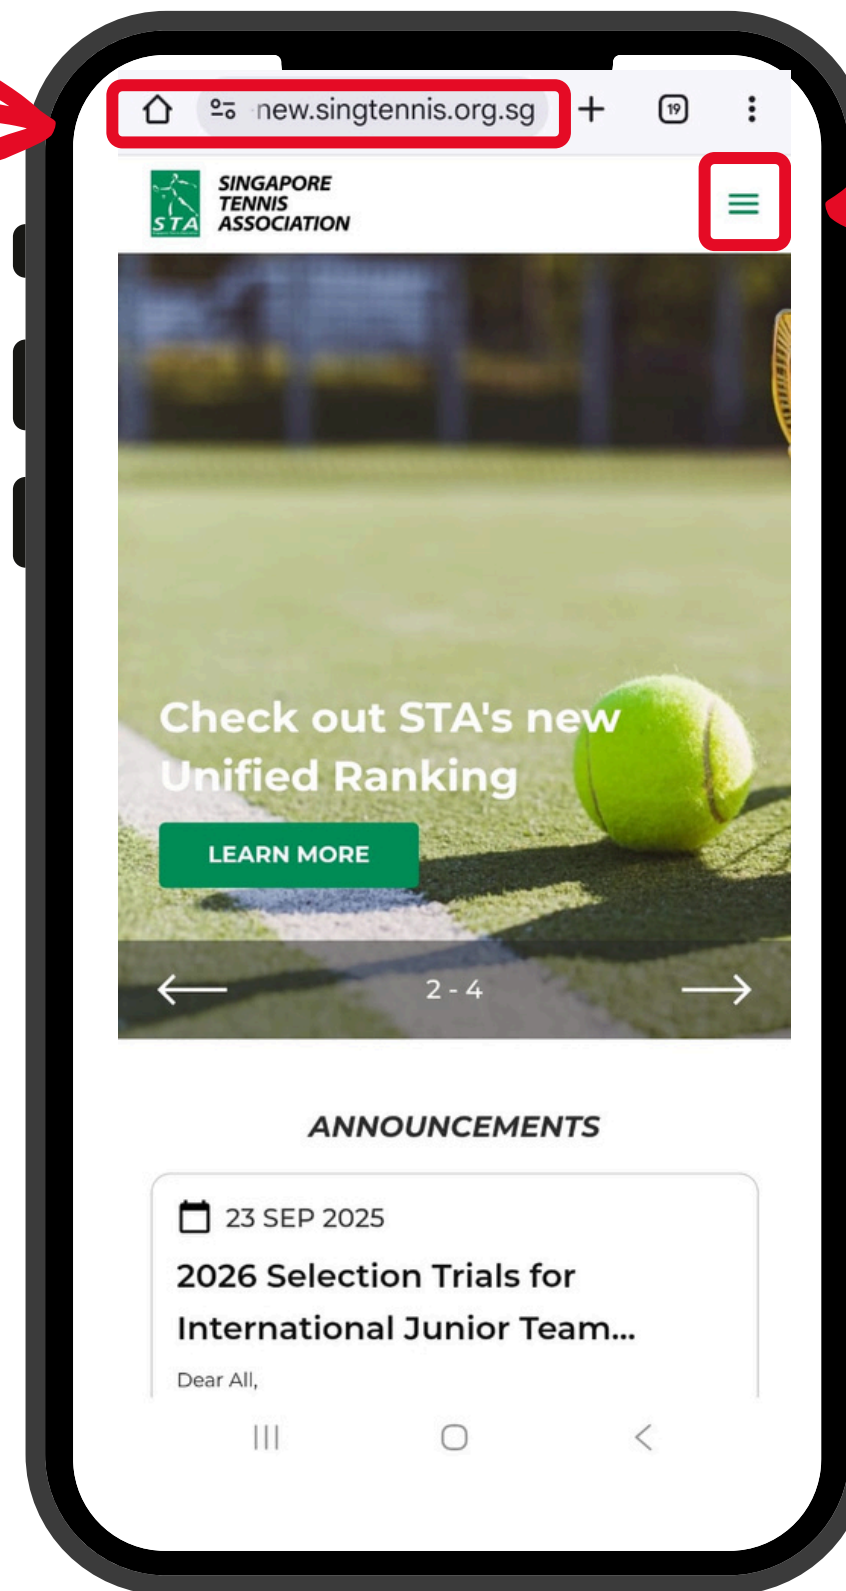 new.singtennis.org.sg
19
STA
SINGAPORE
TENNIS
ASSOCIATION
Check out STA's new
Unified Ranking
LEARN MORE
2 - 4
ANNOUNCEMENTS
23 SEP 2025
2026 Selection Trials for
International Junior Team...
Dear All,